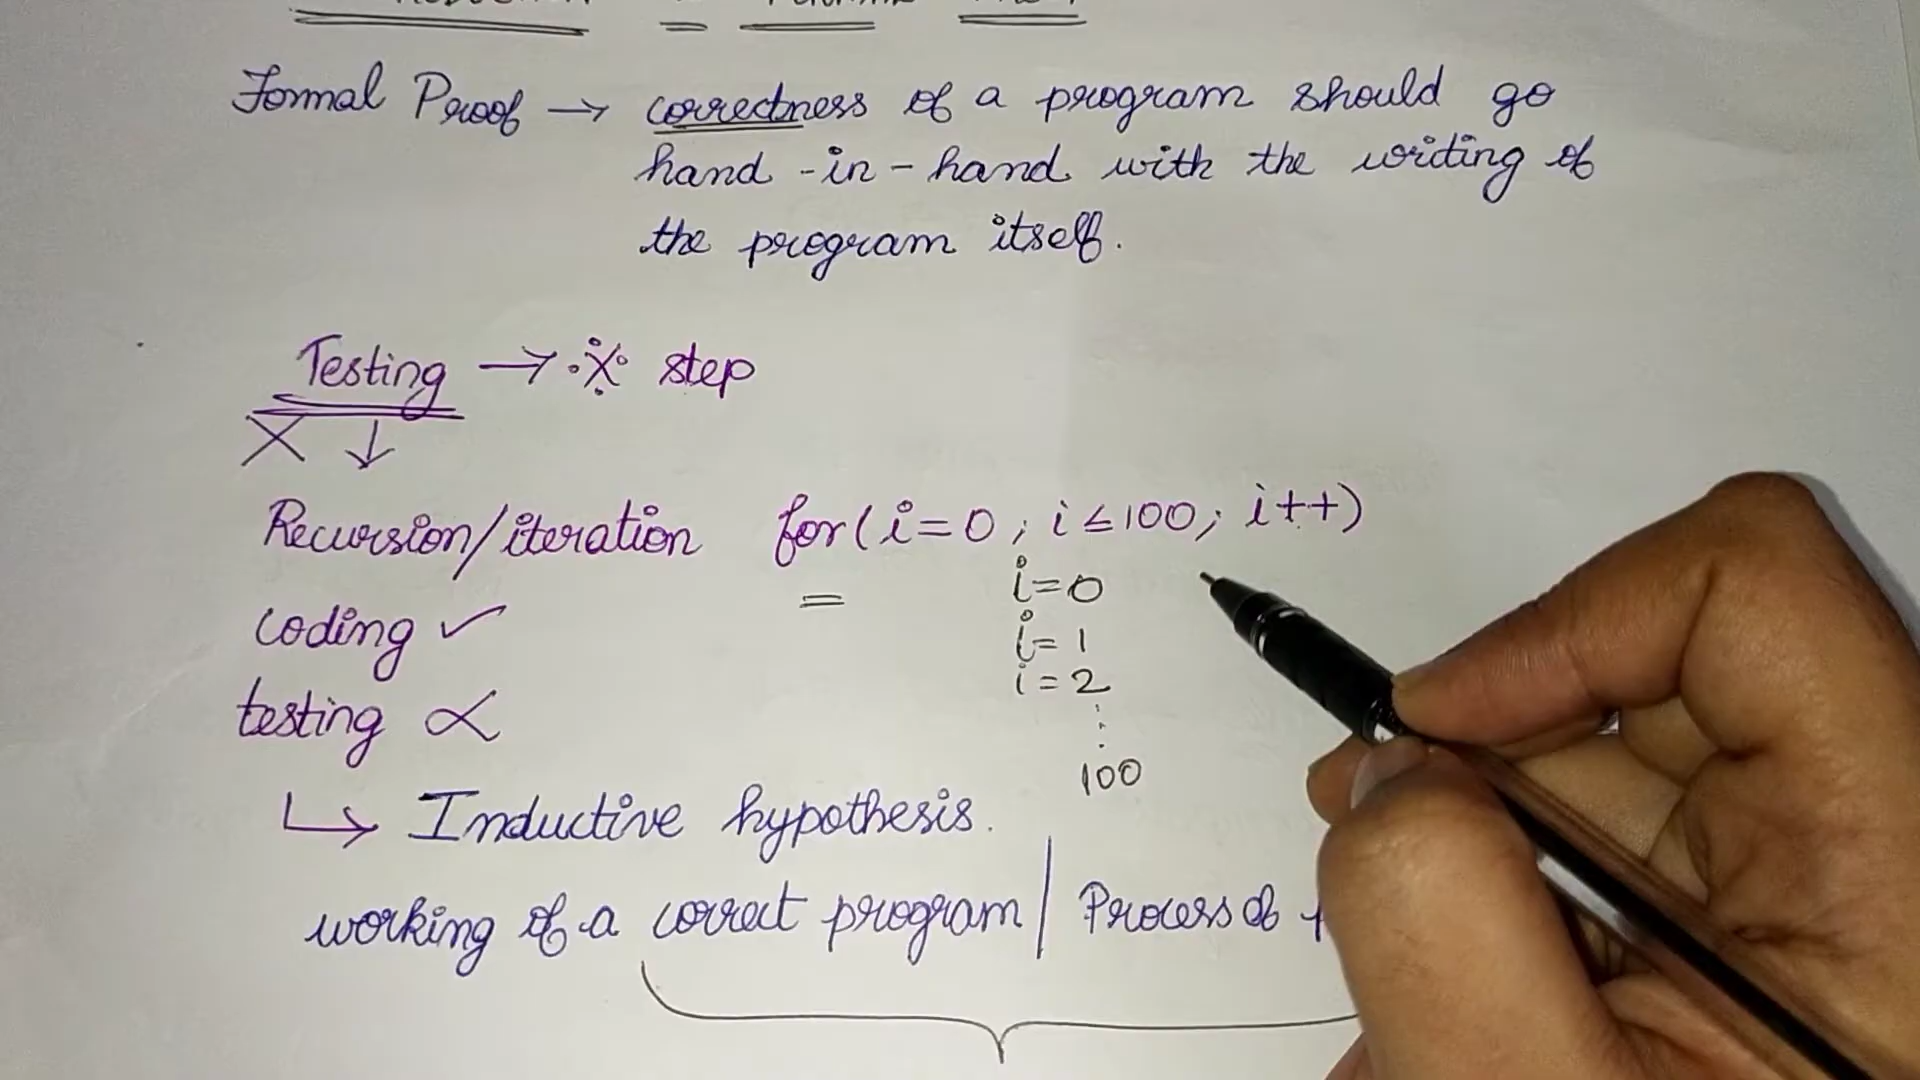 Formal Proof → correctness of a program should go
hand-in-hand with the writing of
the program itself.
Testing → step
X ↓
Recursion/iteration for(i=0; i≤100; i++)
=
i=0
coding ✓
i=1
i=2
testing
100
↳ Inductive hypothesis.
working of a correct program | Process of